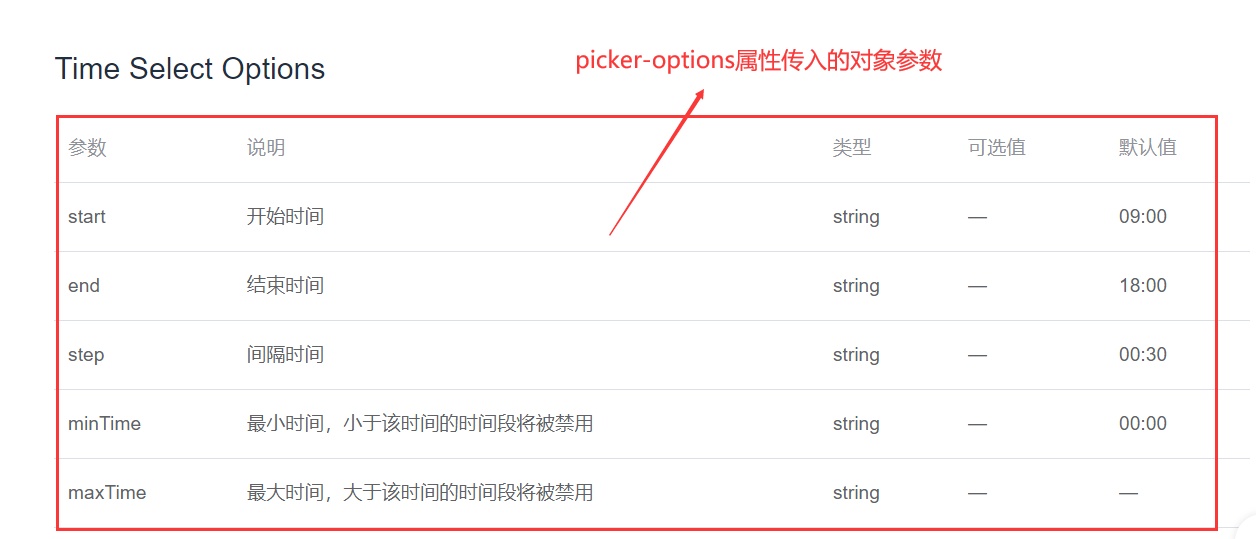 Time Select Options
picker-options属性传入的对象参数
参数 说明 类型 可选值 默认值
start 开始时间 string — 09:00
end 结束时间 string — 18:00
step 间隔时间 string — 00:30
minTime 最小时间，小于该时间的时间段将被禁用 string — 00:00
maxTime 最大时间，大于该时间的时间段将被禁用 string — —